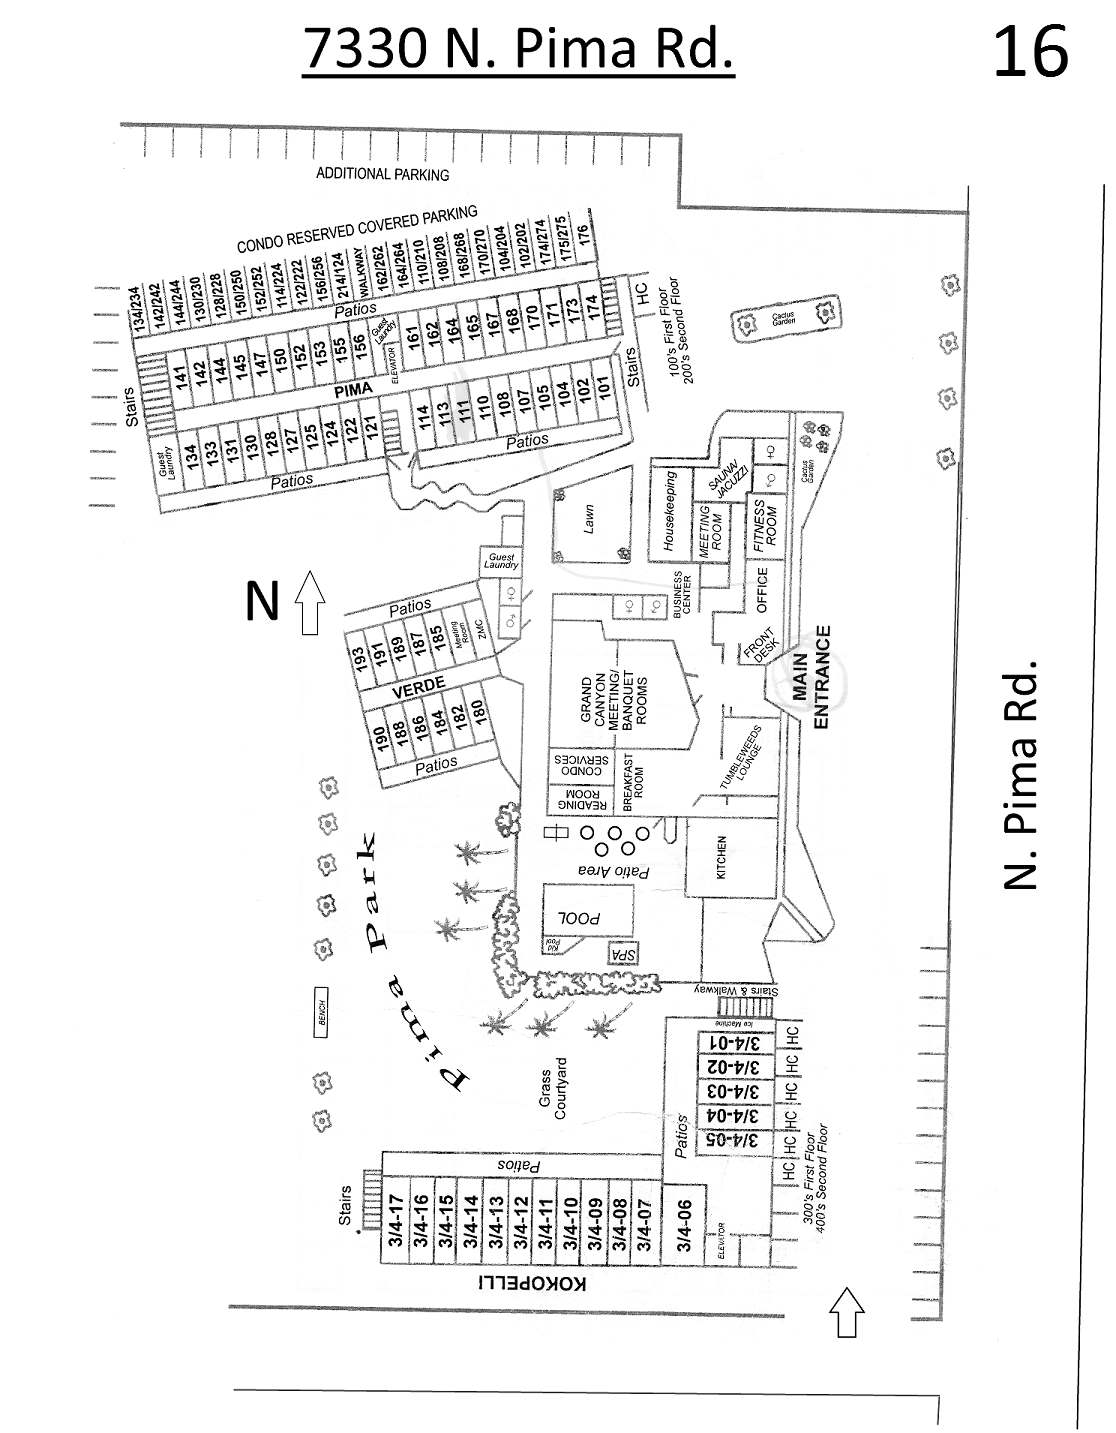 7330 N. Pima Rd.
16
ADDITIONAL PARKING
CONDO RESERVED COVERED PARKING
134/234
142/242
144/244
130/230
128/228
150/250
152/252
114/224
122/222
156/256
214/124
WALKWAY
162/262
164/264
110/210
108/208
168/268
170/270
104/204
102/202
174/274
175/275
176
Patios
Stairs
141
142
144
145
147
150
152
153
155
156
Guest
Laundry
ELEVATOR
161
162
164
165
167
168
170
171
173
174
HC
Stairs
100's First Floor
200's Second Floor
PIMA
Guest
Laundry
134
133
131
130
128
127
125
124
122
121
114
113
111
110
108
107
105
104
102
101
Patios
Patios
Cactus
Garden
Cactus
Garden
Lawn
Housekeeping
SAUNA/
JACUZZI
MEETING
ROOM
FITNESS
ROOM
Guest
Laundry
BUSINESS
CENTER
OFFICE
FRONT
DESK
MAIN
ENTRANCE
N
Patios
193
191
189
187
185
Meeting
Room
ZMC
VERDE
190
188
186
184
182
180
Patios
GRAND
CANYON
MEETING/
BANQUET
ROOMS
CONDO
SERVICES
READING
ROOM
BREAKFAST
ROOM
TUMBLEWEEDS
LOUNGE
KITCHEN
N. Pima Rd.
Patio Area
POOL
Kid
Pool
SPA
Pima Park
BENCH
Stairs & Walkway
Ice Machine
3/4-01
3/4-02
3/4-03
3/4-04
3/4-05
HC
HC
HC
HC
HC
HC
Grass
Courtyard
Patios
Patios
300's First Floor
400's Second Floor
Stairs
3/4-17
3/4-16
3/4-15
3/4-14
3/4-13
3/4-12
3/4-11
3/4-10
3/4-09
3/4-08
3/4-07
3/4-06
ELEVATOR
KOKOPELLI